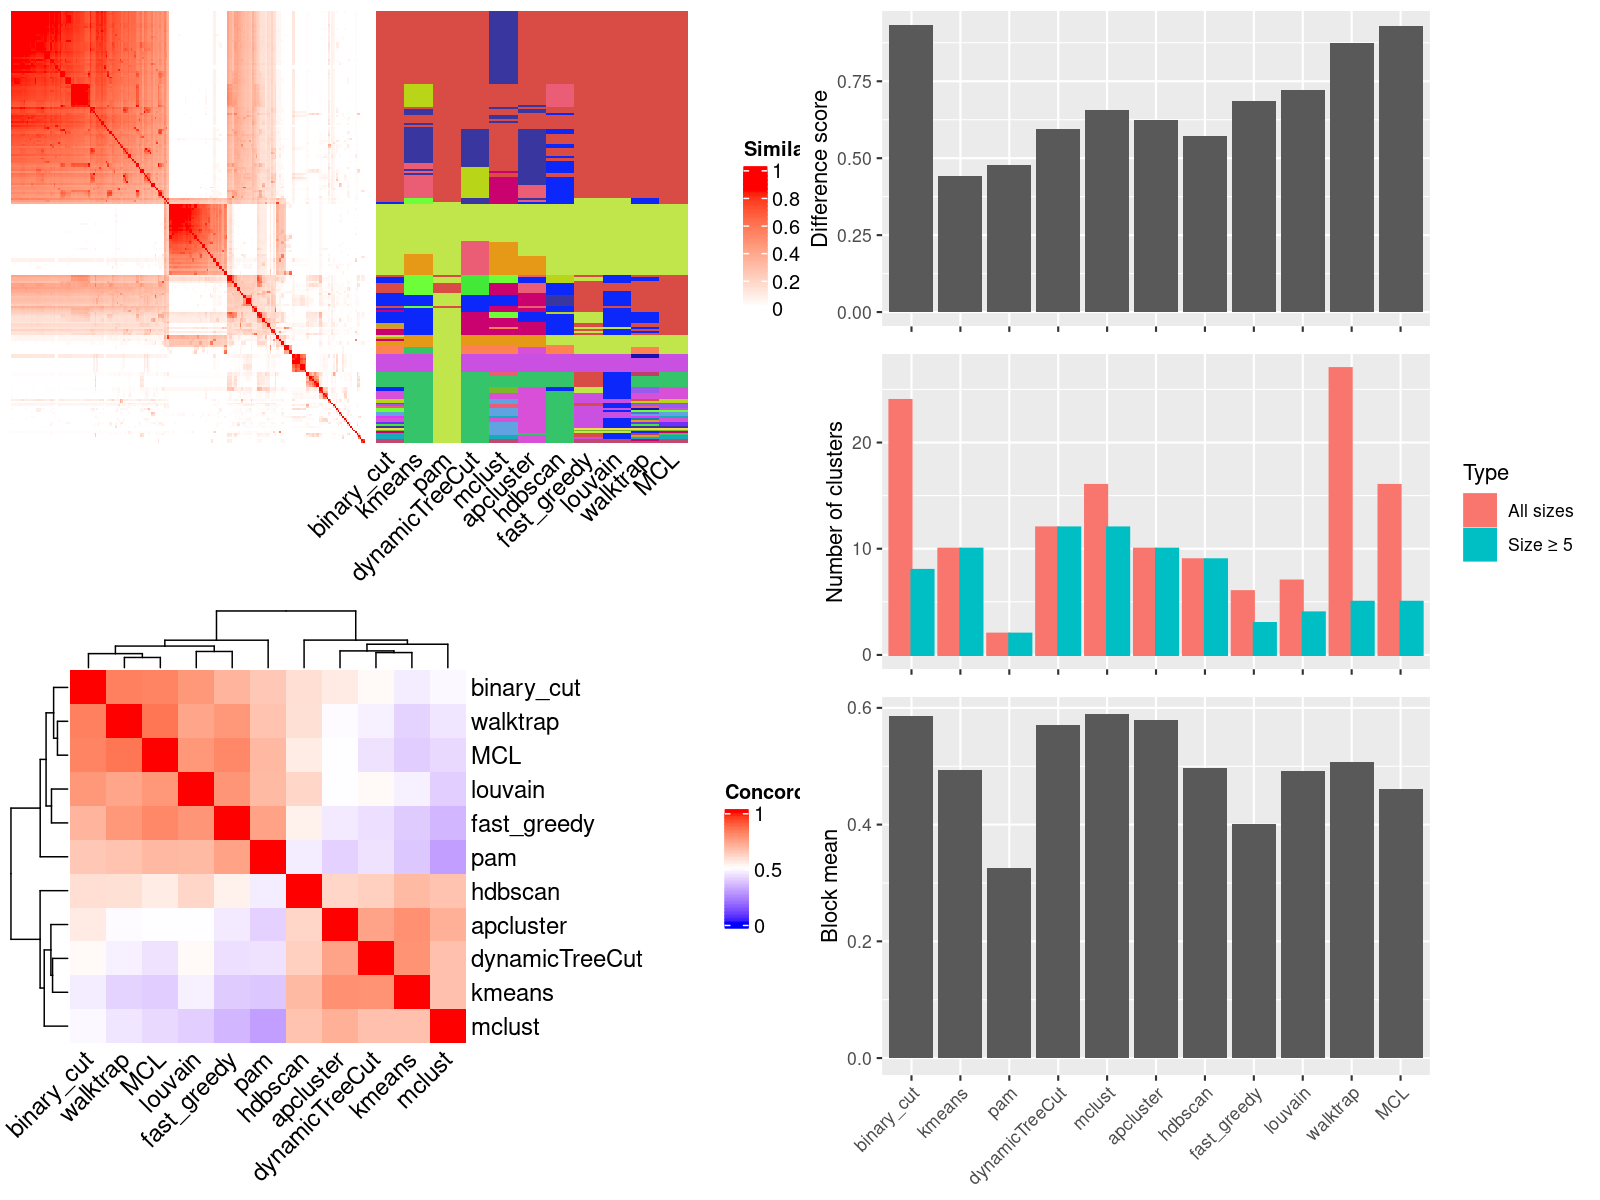 Simila
1
0.8
0.6
0.4
0.2
0
binary_cut
kmeans
pam
dynamicTreeCut
mclust
apcluster
hdbscan
fast_greedy
louvain
walktrap
MCL
Difference score
0.75
0.50
0.25
0.00
Number of clusters
20
10
0
Type
All sizes
Size ≥ 5
binary_cut
walktrap
MCL
louvain
fast_greedy
pam
hdbscan
apcluster
dynamicTreeCut
kmeans
mclust
binary_cut
walktrap
MCL
louvain
fast_greedy
pam
hdbscan
apcluster
dynamicTreeCut
kmeans
mclust
Concord
1
0.5
0
Block mean
0.6
0.4
0.2
0.0
binary_cut
kmeans
pam
dynamicTreeCut
mclust
apcluster
hdbscan
fast_greedy
louvain
walktrap
MCL